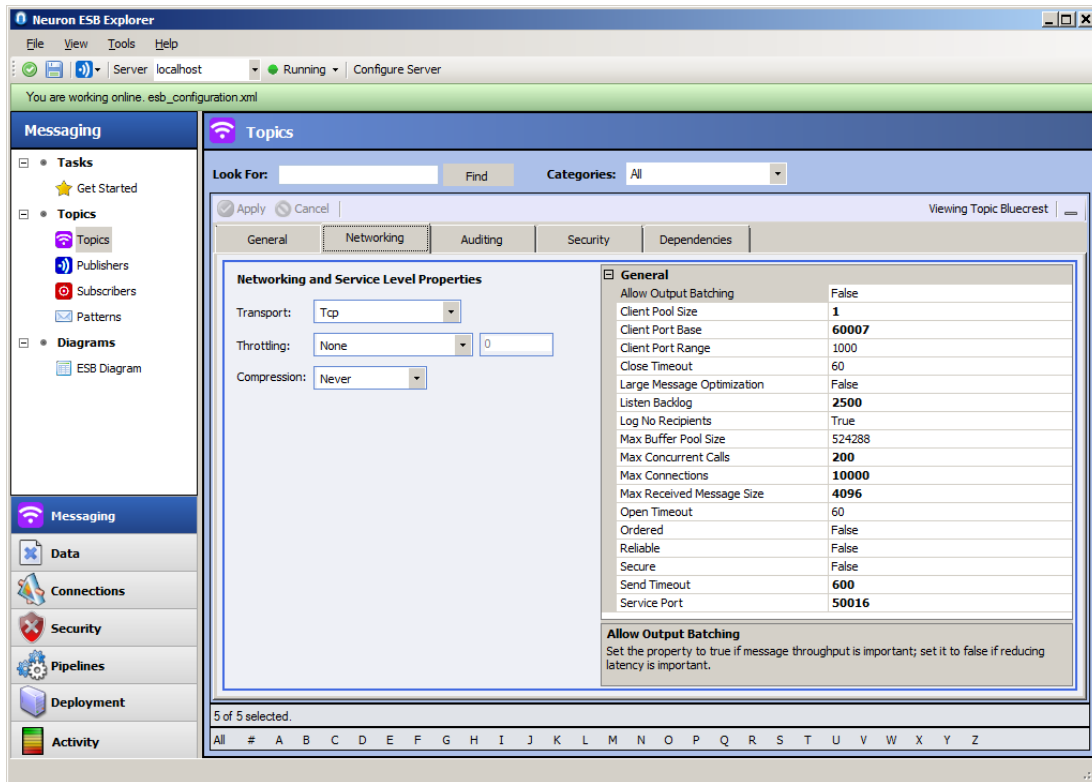 Neuron ESB Explorer
File View Tools Help
Server localhost Running Configure Server
You are working online. esb_configuration.xml
Messaging
Topics
Tasks
Get Started
Topics
Topics
Publishers
Subscribers
Patterns
Diagrams
ESB Diagram
Messaging
Data
Connections
Security
Pipelines
Deployment
Activity
Look For: Find Categories: All
Apply Cancel Viewing Topic Bluecrest
General Networking Auditing Security Dependencies
Networking and Service Level Properties
Transport: Tcp
Throttling: None 0
Compression: Never
General
Allow Output Batching False
Client Pool Size 1
Client Port Base 60007
Client Port Range 1000
Close Timeout 60
Large Message Optimization False
Listen Backlog 2500
Log No Recipients True
Max Buffer Pool Size 524288
Max Concurrent Calls 200
Max Connections 10000
Max Received Message Size 4096
Open Timeout 60
Ordered False
Reliable False
Secure False
Send Timeout 600
Service Port 50016
Allow Output Batching
Set the property to true if message throughput is important; set it to false if reducing
latency is important.
5 of 5 selected.
All # A B C D E F G H I J K L M N O P Q R S T U V W X Y Z